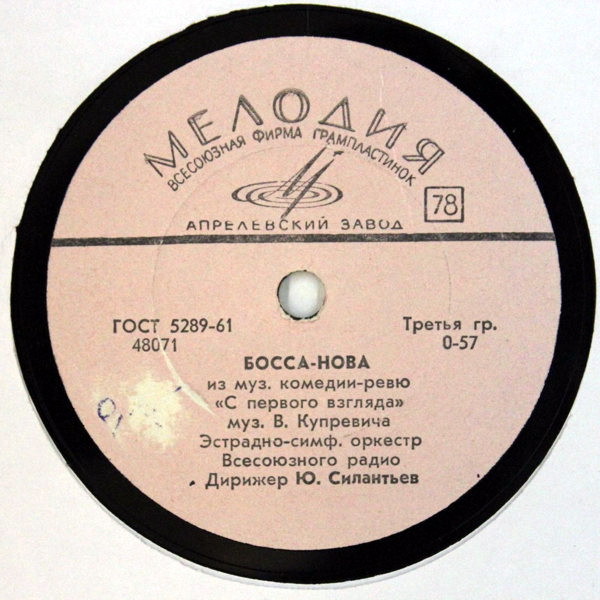 МЕЛОДИЯ
ВСЕСОЮЗНАЯ ФИРМА ГРАМПЛАСТИНОК
АПРЕЛЕВСКИЙ ЗАВОД
78
ГОСТ 5289-61
48071
Третья гр.
0-57
БОССА-НОВА
из муз. комедии-ревю
«С первого взгляда»
муз. В. Купревича
Эстрадно-симф. оркестр
Всесоюзного радио
Дирижер Ю. Силантьев